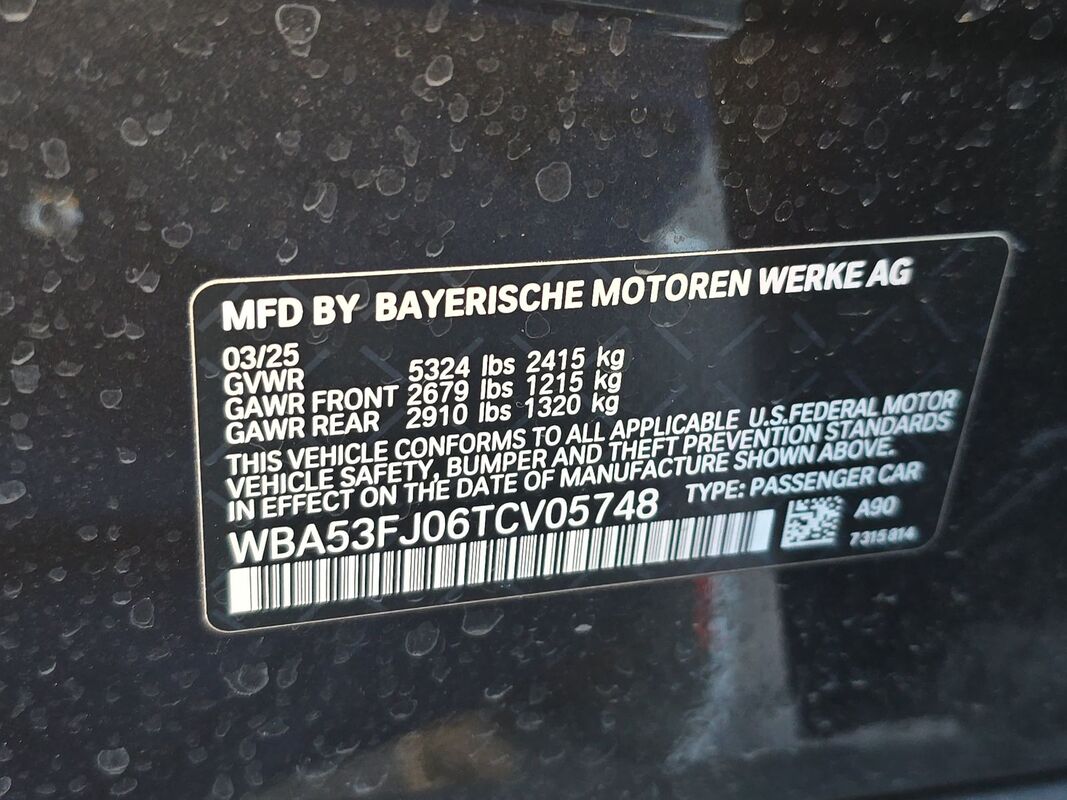 MFD BY BAYERISCHE MOTOREN WERKE AG
03/25
GVWR 5324 lbs 2415 kg
GAWR FRONT 2679 lbs 1215 kg
GAWR REAR 2910 lbs 1320 kg
THIS VEHICLE CONFORMS TO ALL APPLICABLE U.S.FEDERAL MOTOR
VEHICLE SAFETY, BUMPER AND THEFT PREVENTION STANDARDS
IN EFFECT ON THE DATE OF MANUFACTURE SHOWN ABOVE.
WBA53FJ06TCV05748 TYPE: PASSENGER CAR
A90
7315814